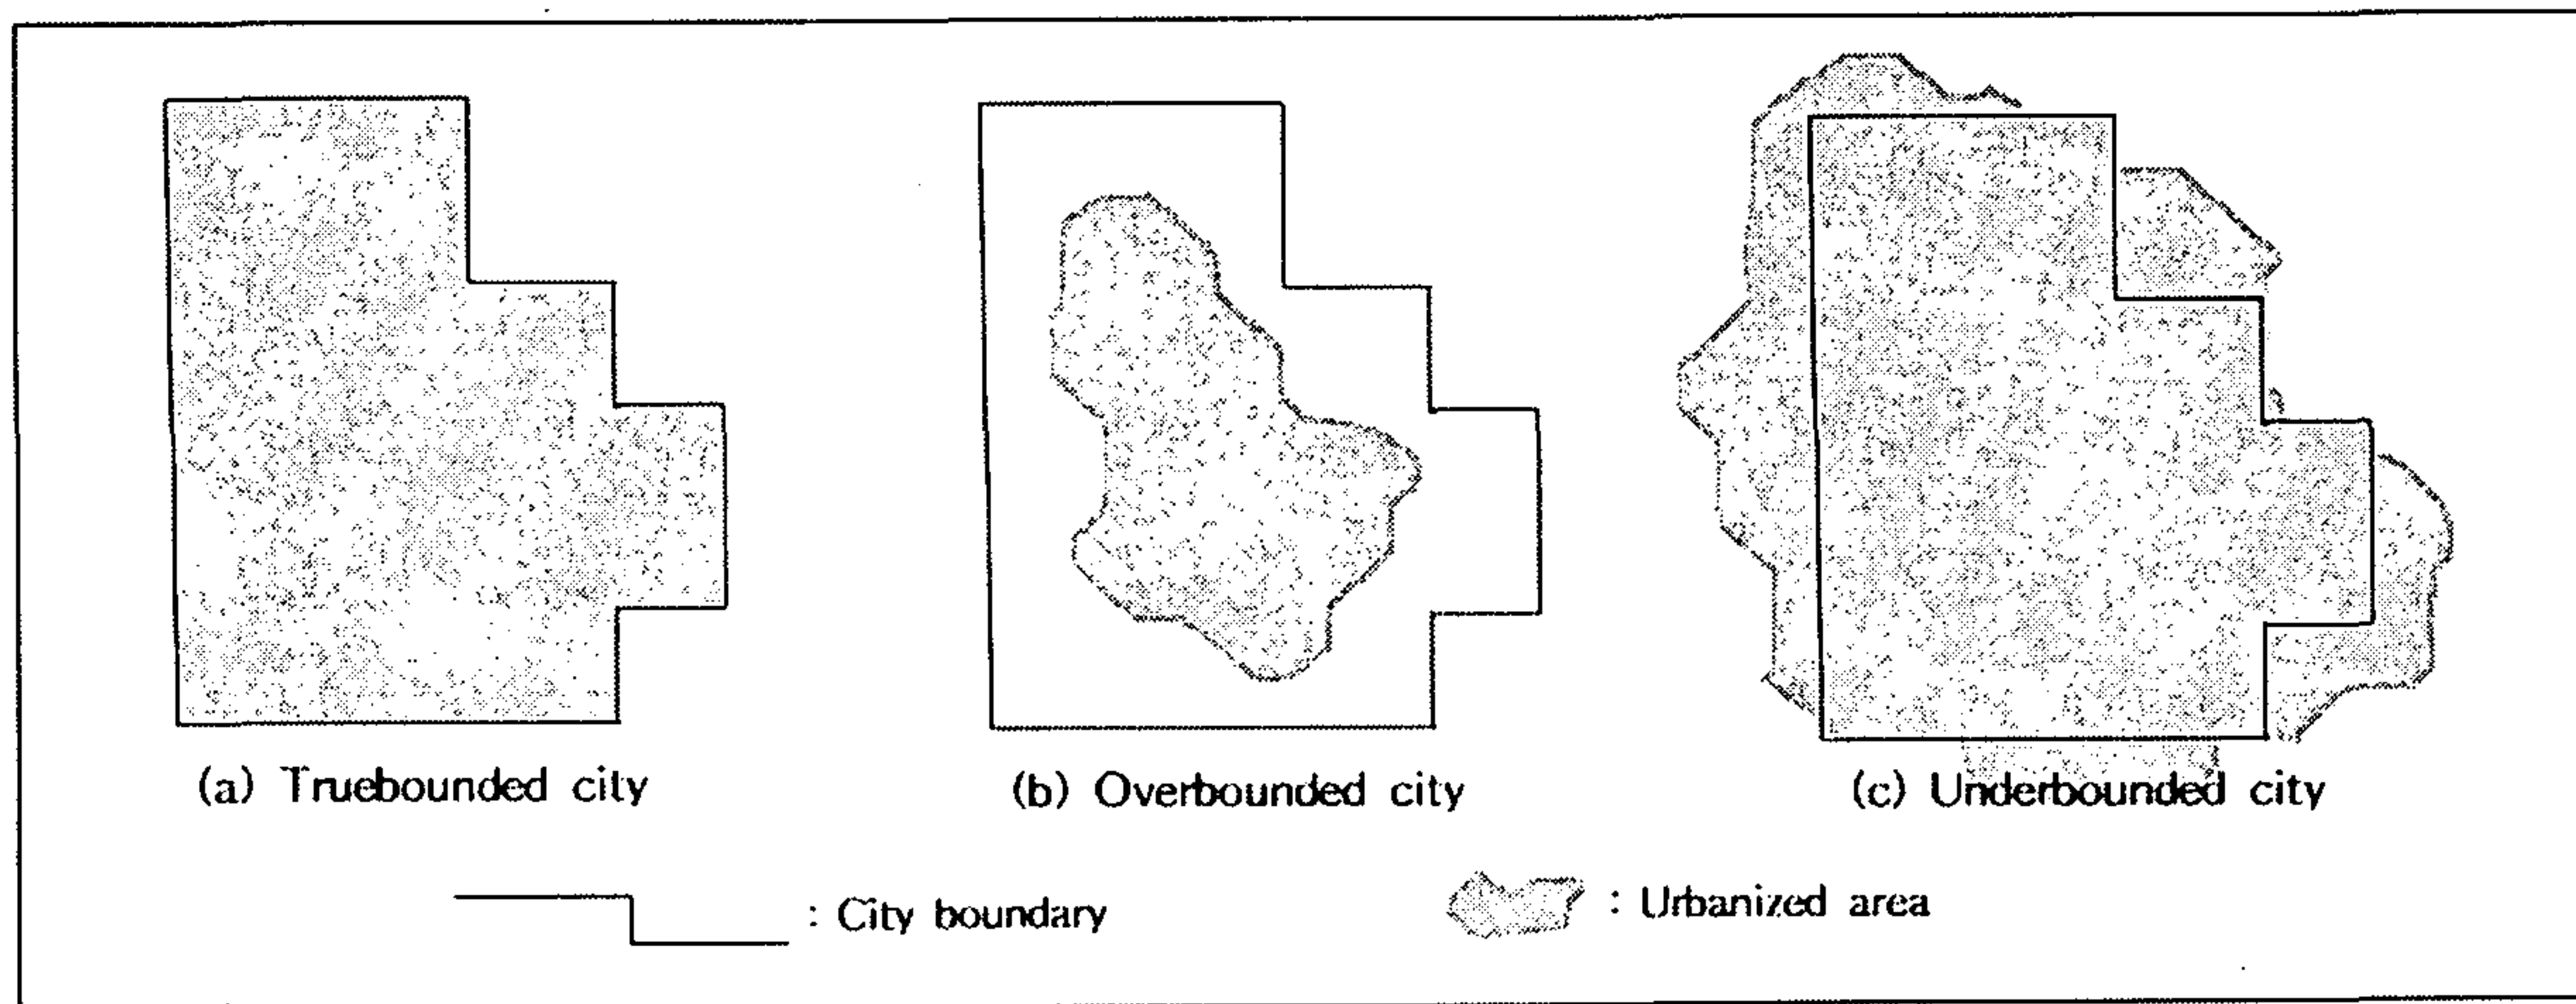 (a) Truebounded city
(b) Overbounded city
(c) Underbounded city
: City boundary
: Urbanized area